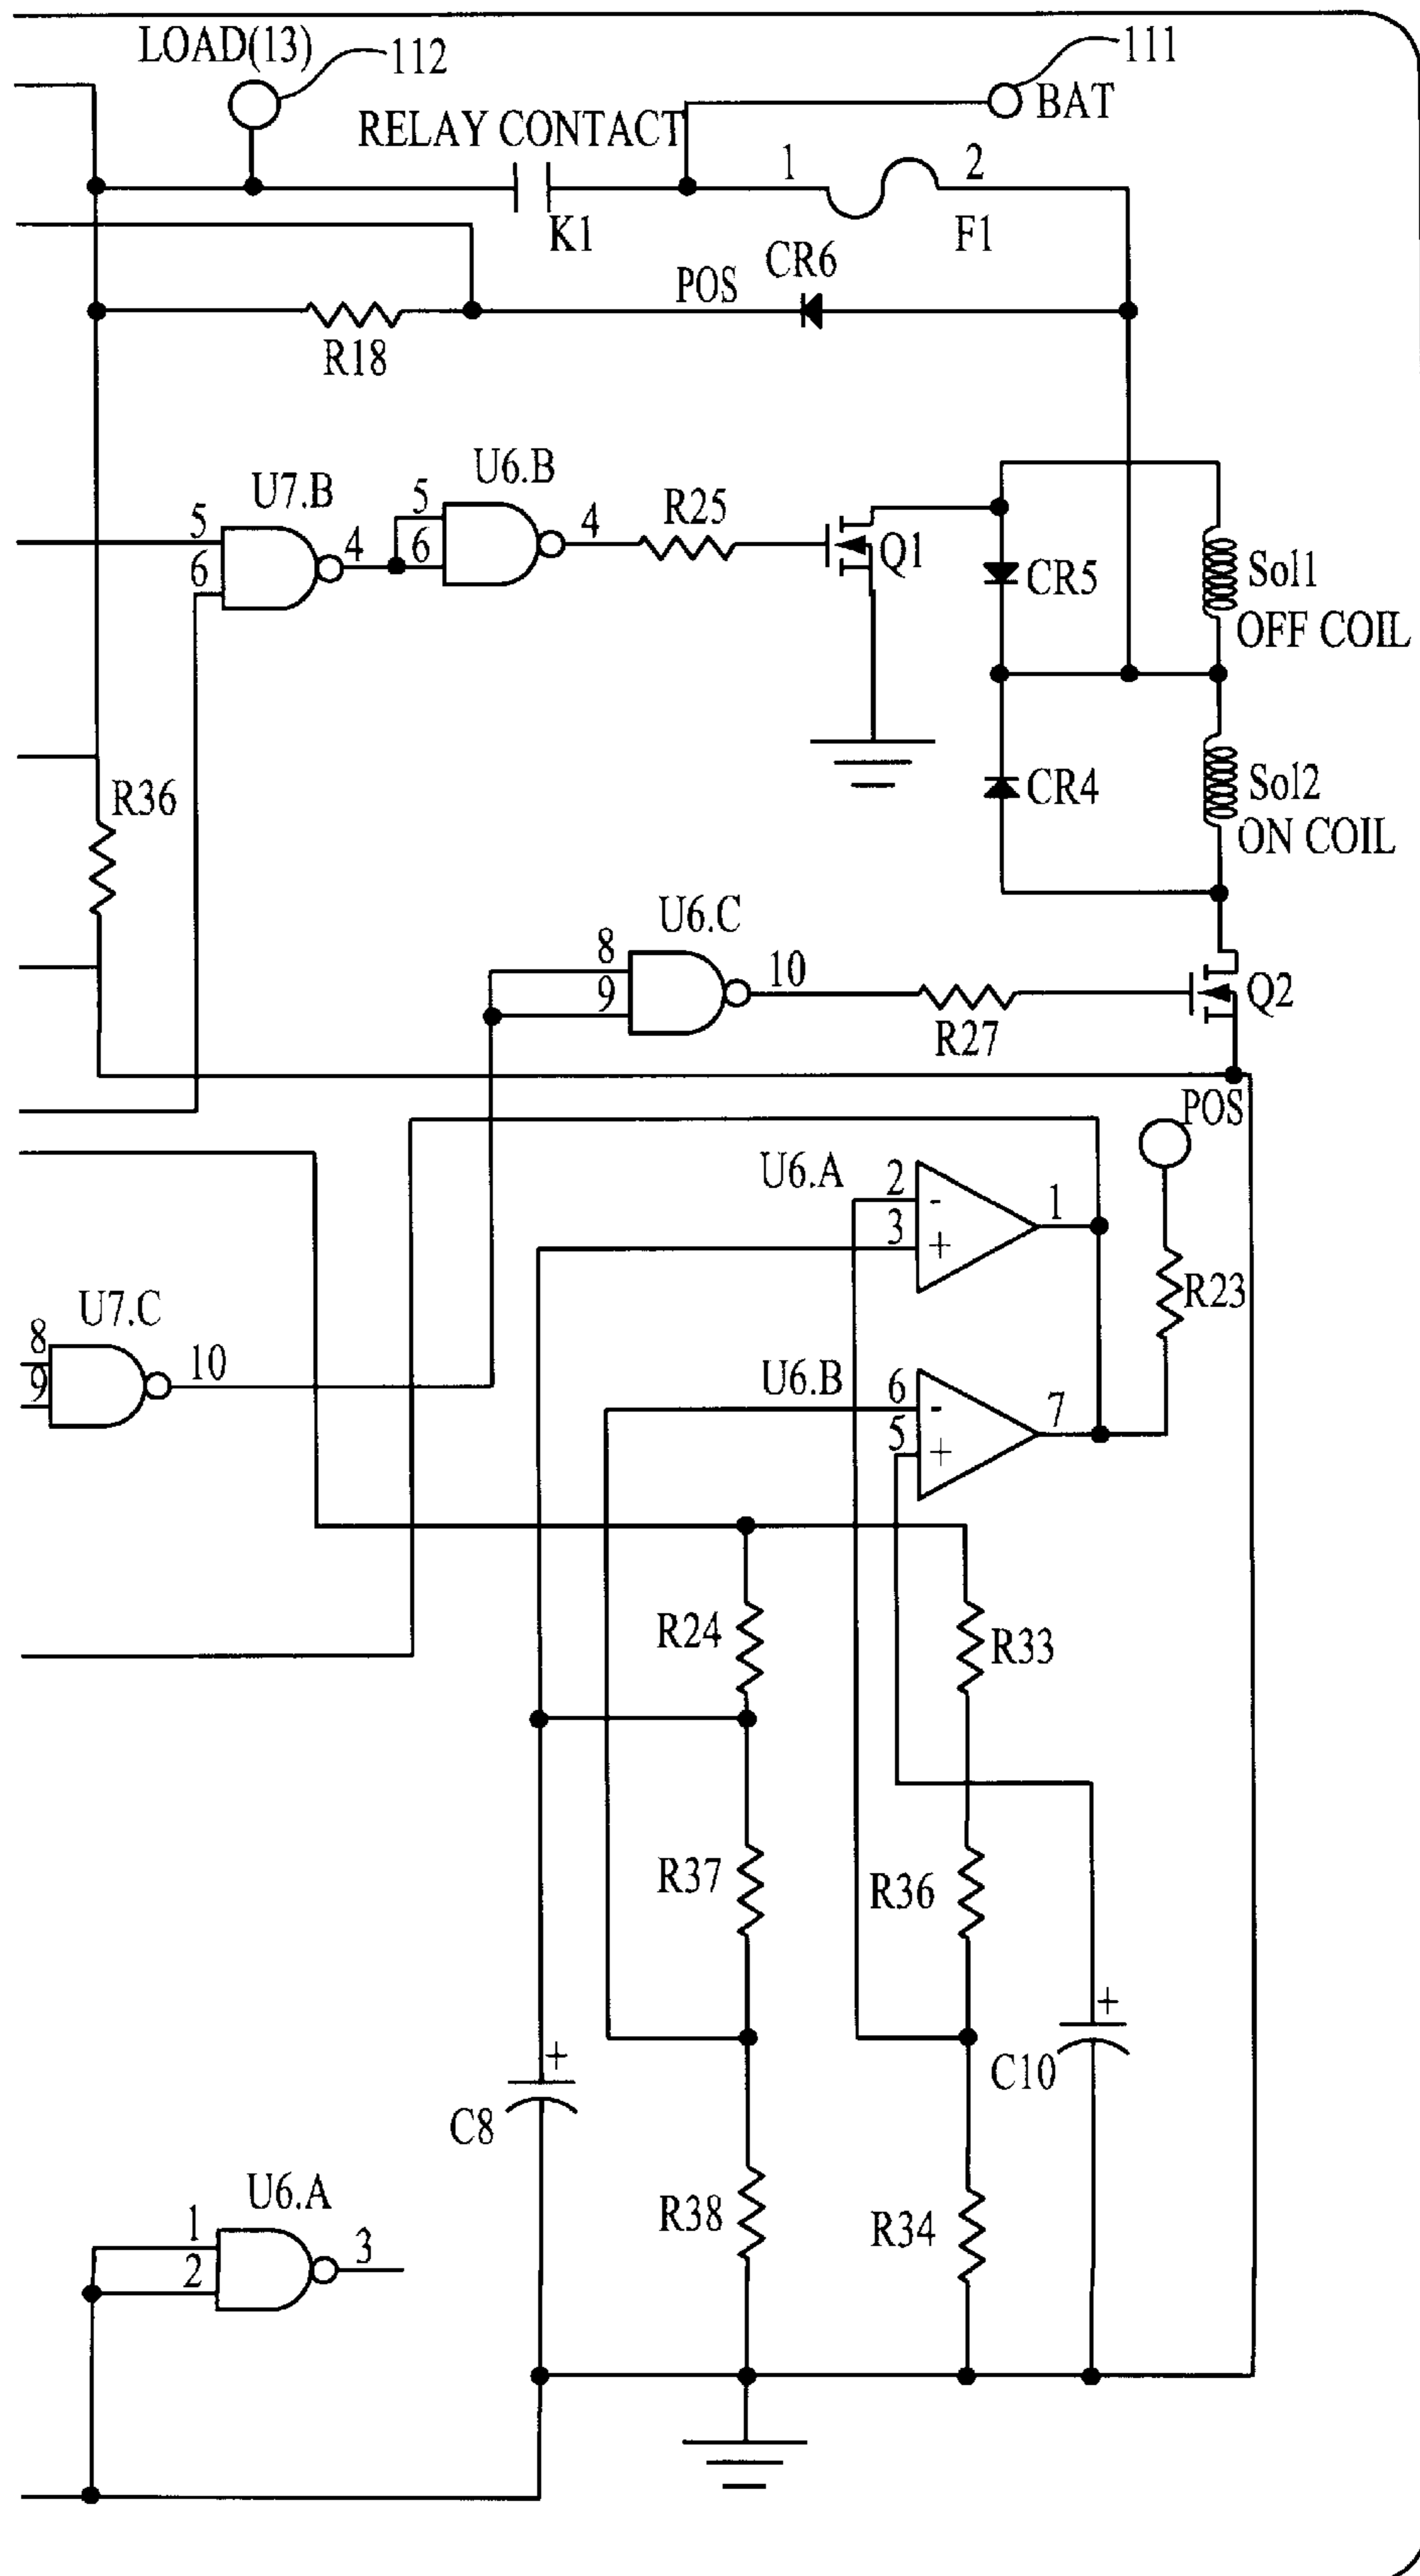 LOAD(13)
112
111
BAT
RELAY CONTACT
1
2
K1
F1
CR6
POS
R18
U7.B
U6.B
5
6
4
5
6
4
R25
Q1
CR5
Sol1
OFF COIL
R36
CR4
Sol2
ON COIL
U6.C
8
9
10
R27
Q2
POS
U6.A
2
-
3
+
1
R23
U7.C
8
9
10
U6.B
6
-
5
+
7
R24
R33
R37
R36
+
C10
+
C8
R38
R34
U6.A
1
2
3